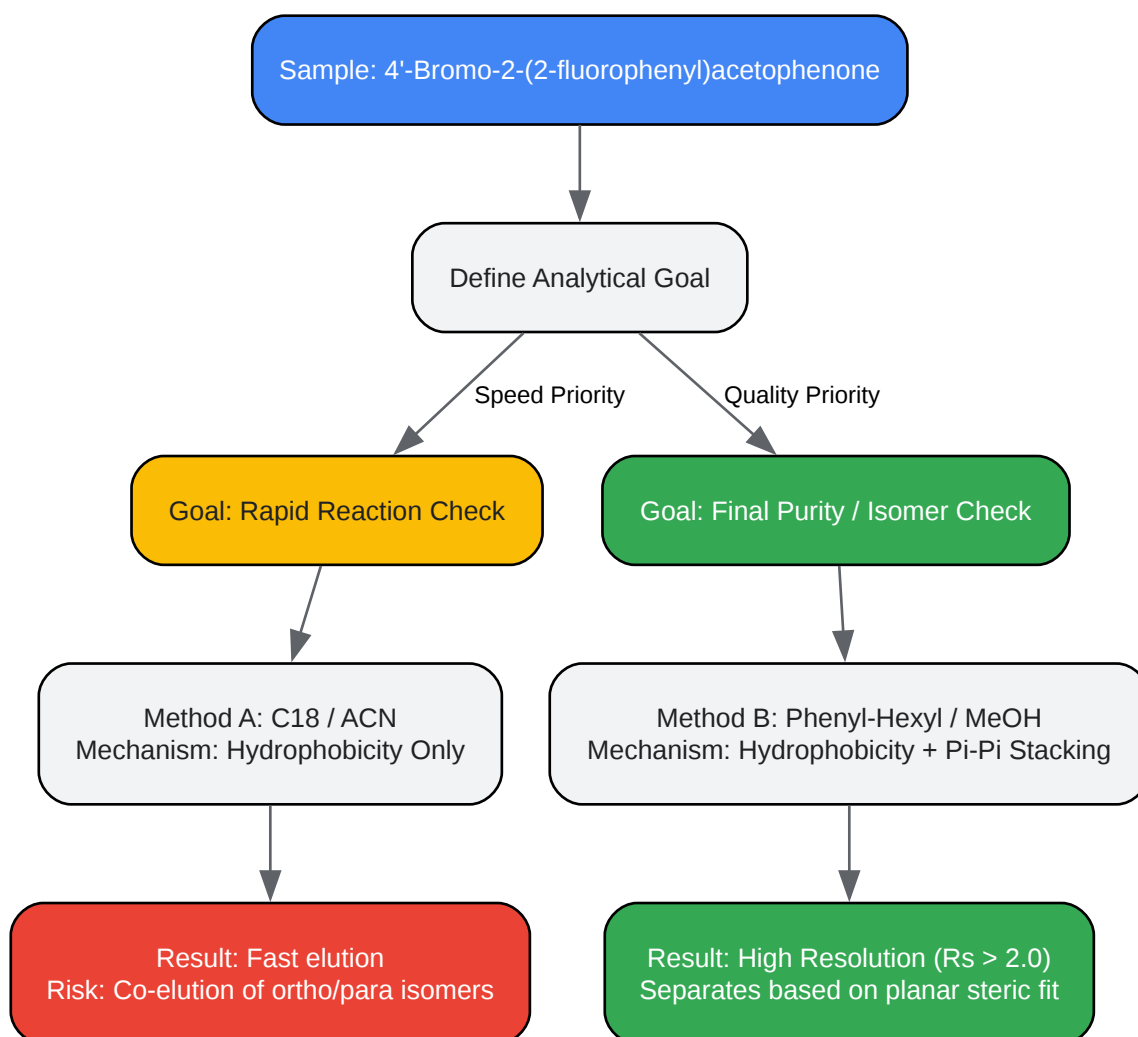 Sample: 4'-Bromo-2-(2-fluorophenyl)acetophenone
Define Analytical Goal
Speed Priority
Quality Priority
Goal: Rapid Reaction Check
Goal: Final Purity / Isomer Check
Method A: C18 / ACN
Mechanism: Hydrophobicity Only
Method B: Phenyl-Hexyl / MeOH
Mechanism: Hydrophobicity + Pi-Pi Stacking
Result: Fast elution
Risk: Co-elution of ortho/para isomers
Result: High Resolution (Rs > 2.0)
Separates based on planar steric fit